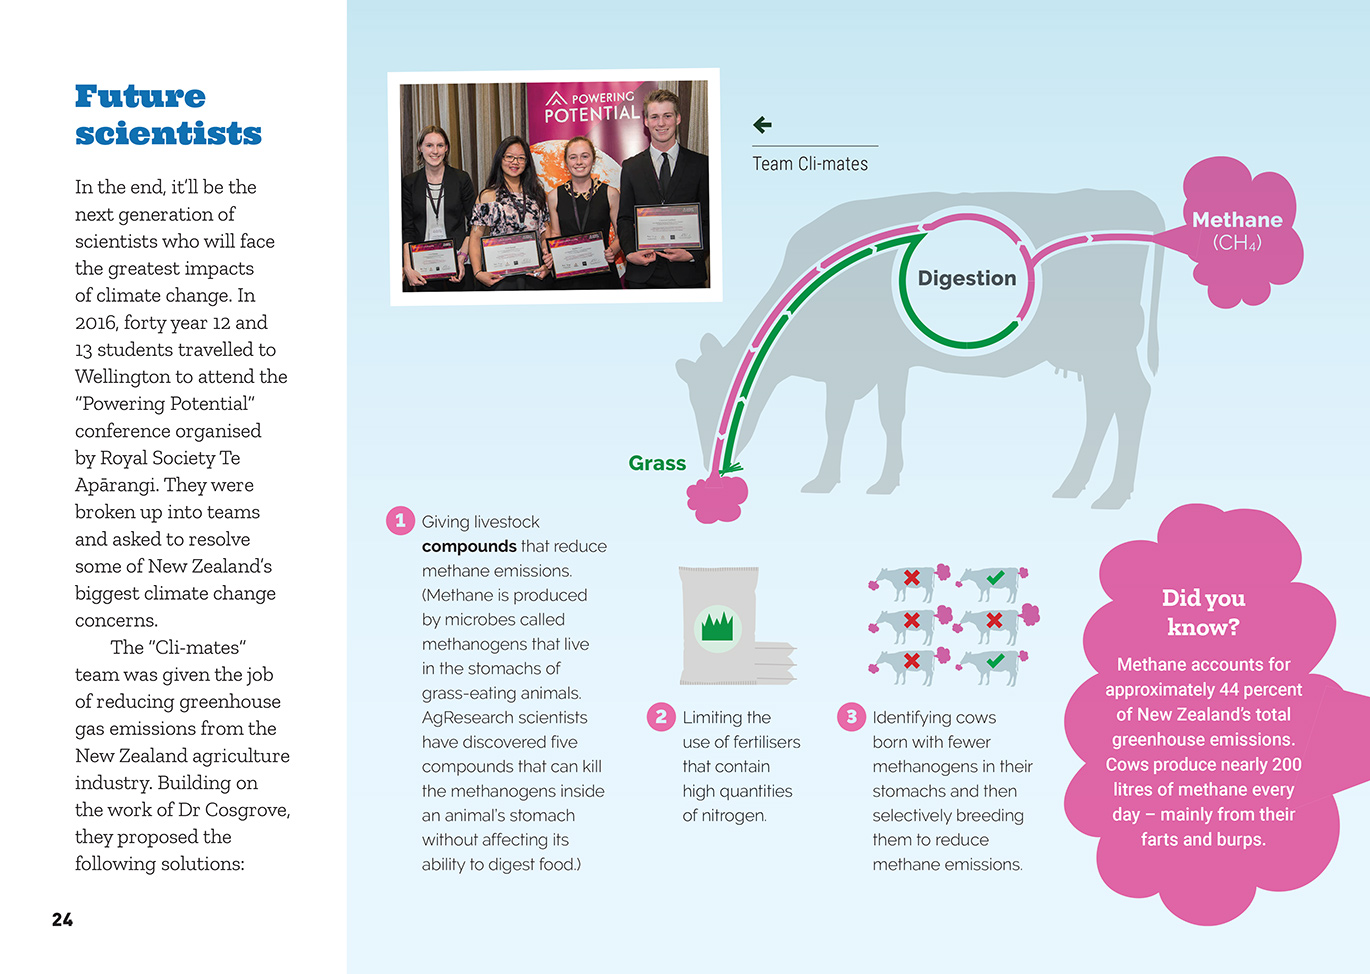 Future
scientists
In the end, it’ll be the
next generation of
scientists who will face
the greatest impacts
of climate change. In
2016, forty year 12 and
13 students travelled to
Wellington to attend the
“Powering Potential”
conference organised
by Royal Society Te
Apārangi. They were
broken up into teams
and asked to resolve
some of New Zealand’s
biggest climate change
concerns.
The “Cli-mates“
team was given the job
of reducing greenhouse
gas emissions from the
New Zealand agriculture
industry. Building on
the work of Dr Cosgrove,
they proposed the
following solutions:
24
POWERING
POTENTIAL
Team Cli-mates
Methane
(CH₄)
Digestion
Grass
1 Giving livestock
compounds that reduce
methane emissions.
(Methane is produced
by microbes called
methanogens that live
in the stomachs of
grass-eating animals.
AgResearch scientists
have discovered five
compounds that can kill
the methanogens inside
an animal’s stomach
without affecting its
ability to digest food.)
2 Limiting the
use of fertilisers
that contain
high quantities
of nitrogen.
3 Identifying cows
born with fewer
methanogens in their
stomachs and then
selectively breeding
them to reduce
methane emissions.
Did you
know?
Methane accounts for
approximately 44 percent
of New Zealand’s total
greenhouse emissions.
Cows produce nearly 200
litres of methane every
day – mainly from their
farts and burps.